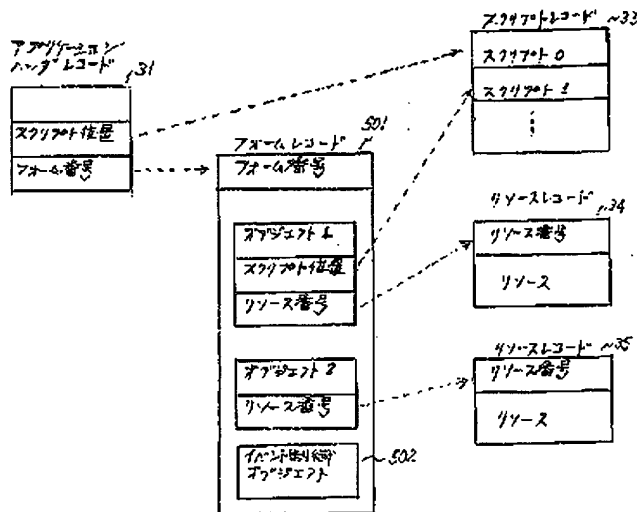 アプリケーション
ヘッダレコード
31
スクリプト位置
フォーム番号
フォームレコード
501
フォーム番号
オブジェクト1
スクリプト位置
リソース番号
オブジェクト2
リソース番号
イベント制御
オブジェクト
502
スクリプトレコード
33
スクリプト0
スクリプト1
リソースレコード
34
リソース番号
リソース
リソースレコード
35
リソース番号
リソース